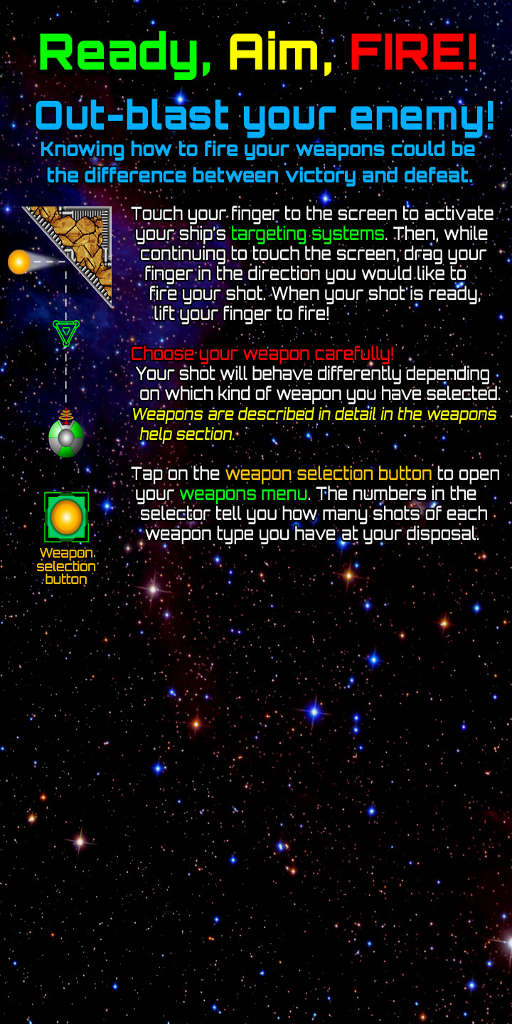 Ready, Aim, FIRE!
Out-blast your enemy!
Knowing how to fire your weapons could be
the difference between victory and defeat.
Touch your finger to the screen to activate
your ship's targeting systems. Then, while
continuing to touch the screen, drag your
finger in the direction you would like to
fire your shot. When your shot is ready,
lift your finger to fire!
Choose your weapon carefully!
Your shot will behave differently depending
on which kind of weapon you have selected.
Weapons are described in detail in the weapons
help section.
Tap on the weapon selection button to open
your weapons menu. The numbers in the
selector tell you how many shots of each
weapon type you have at your disposal.
Weapon
selection
button